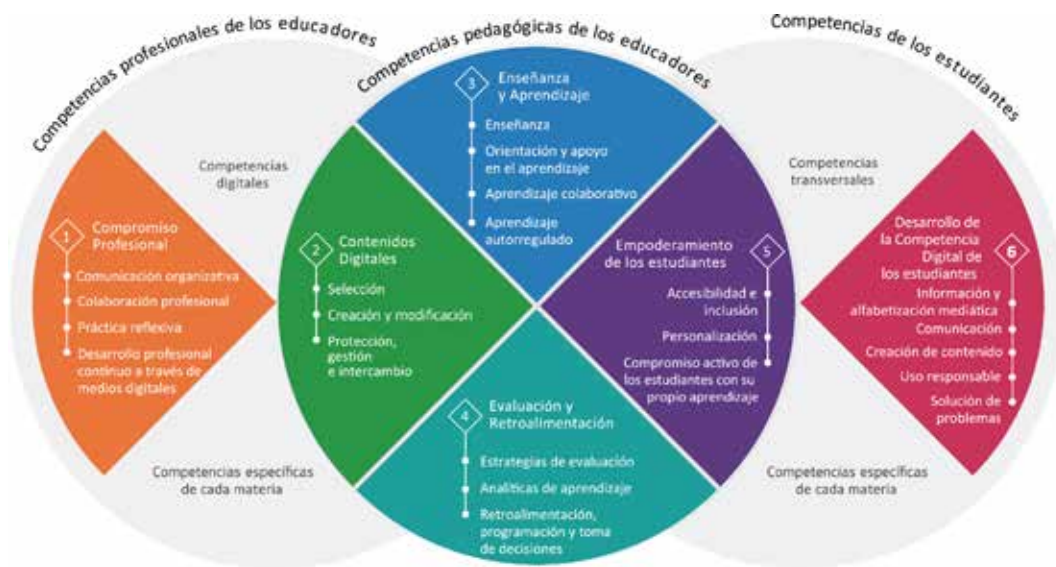 Competencias profesionales de los educadores
Competencias pedagógicas de los educadores
Competencias de los estudiantes
Competencias
digitales
Competencias específicas
de cada materia
1
Compromiso
Profesional
Comunicación organizativa
Colaboración profesional
Práctica reflexiva
Desarrollo profesional
continuo a través de
medios digitales
2
Contenidos
Digitales
Selección
Creación y modificación
Protección,
gestión
e intercambio
3
Enseñanza
y Aprendizaje
Enseñanza
Orientación y apoyo
en el aprendizaje
Aprendizaje colaborativo
Aprendizaje
autorregulado
4
Evaluación y
Retroalimentación
Estrategias de evaluación
Analíticas de aprendizaje
Retroalimentación,
programación y toma
de decisiones
5
Empoderamiento
de los estudiantes
Accesibilidad e
inclusión
Personalización
Compromiso activo de
los estudiantes con su
propio aprendizaje
Competencias
transversales
Competencias específicas
de cada materia
6
Desarrollo de
la Competencia
Digital de
los estudiantes
Información y
alfabetización mediática
Comunicación
Creación de contenido
Uso responsable
Solución de
problemas